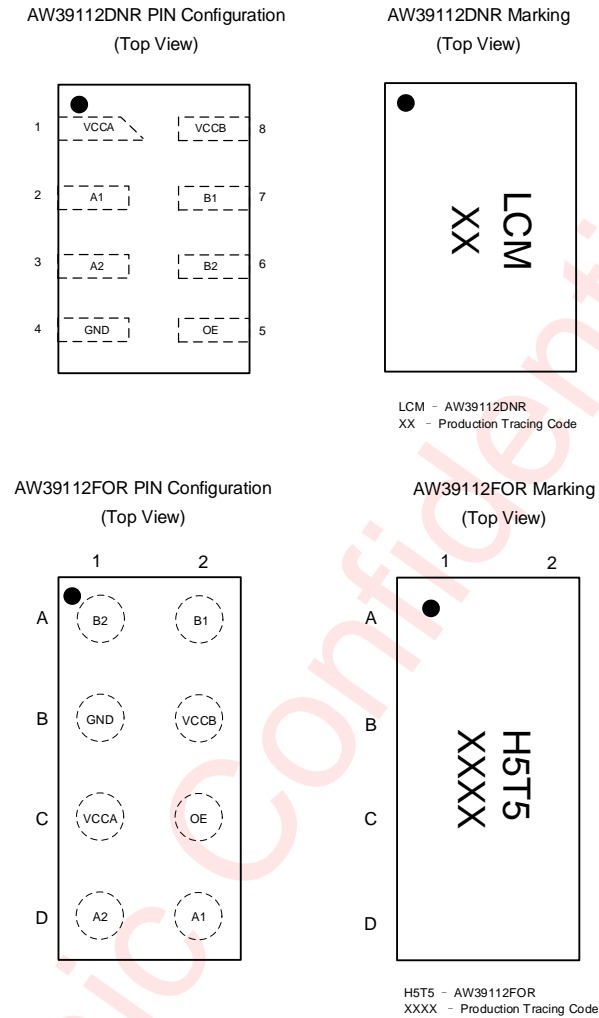 AW39112DNR PIN Configuration
(Top View)
1 VCCA VCCB 8
2 A1 B1 7
3 A2 B2 6
4 GND OE 5
AW39112DNR Marking
(Top View)
LCM
XX
LCM - AW39112DNR
XX - Production Tracing Code
AW39112FOR PIN Configuration
(Top View)
1 2
A B2 B1
B GND VCCB
C VCCA OE
D A2 A1
AW39112FOR Marking
(Top View)
1 2
A
B
C
D
H5T5
XXXX
H5T5 - AW39112FOR
XXXX - Production Tracing Code
ic Confidenti